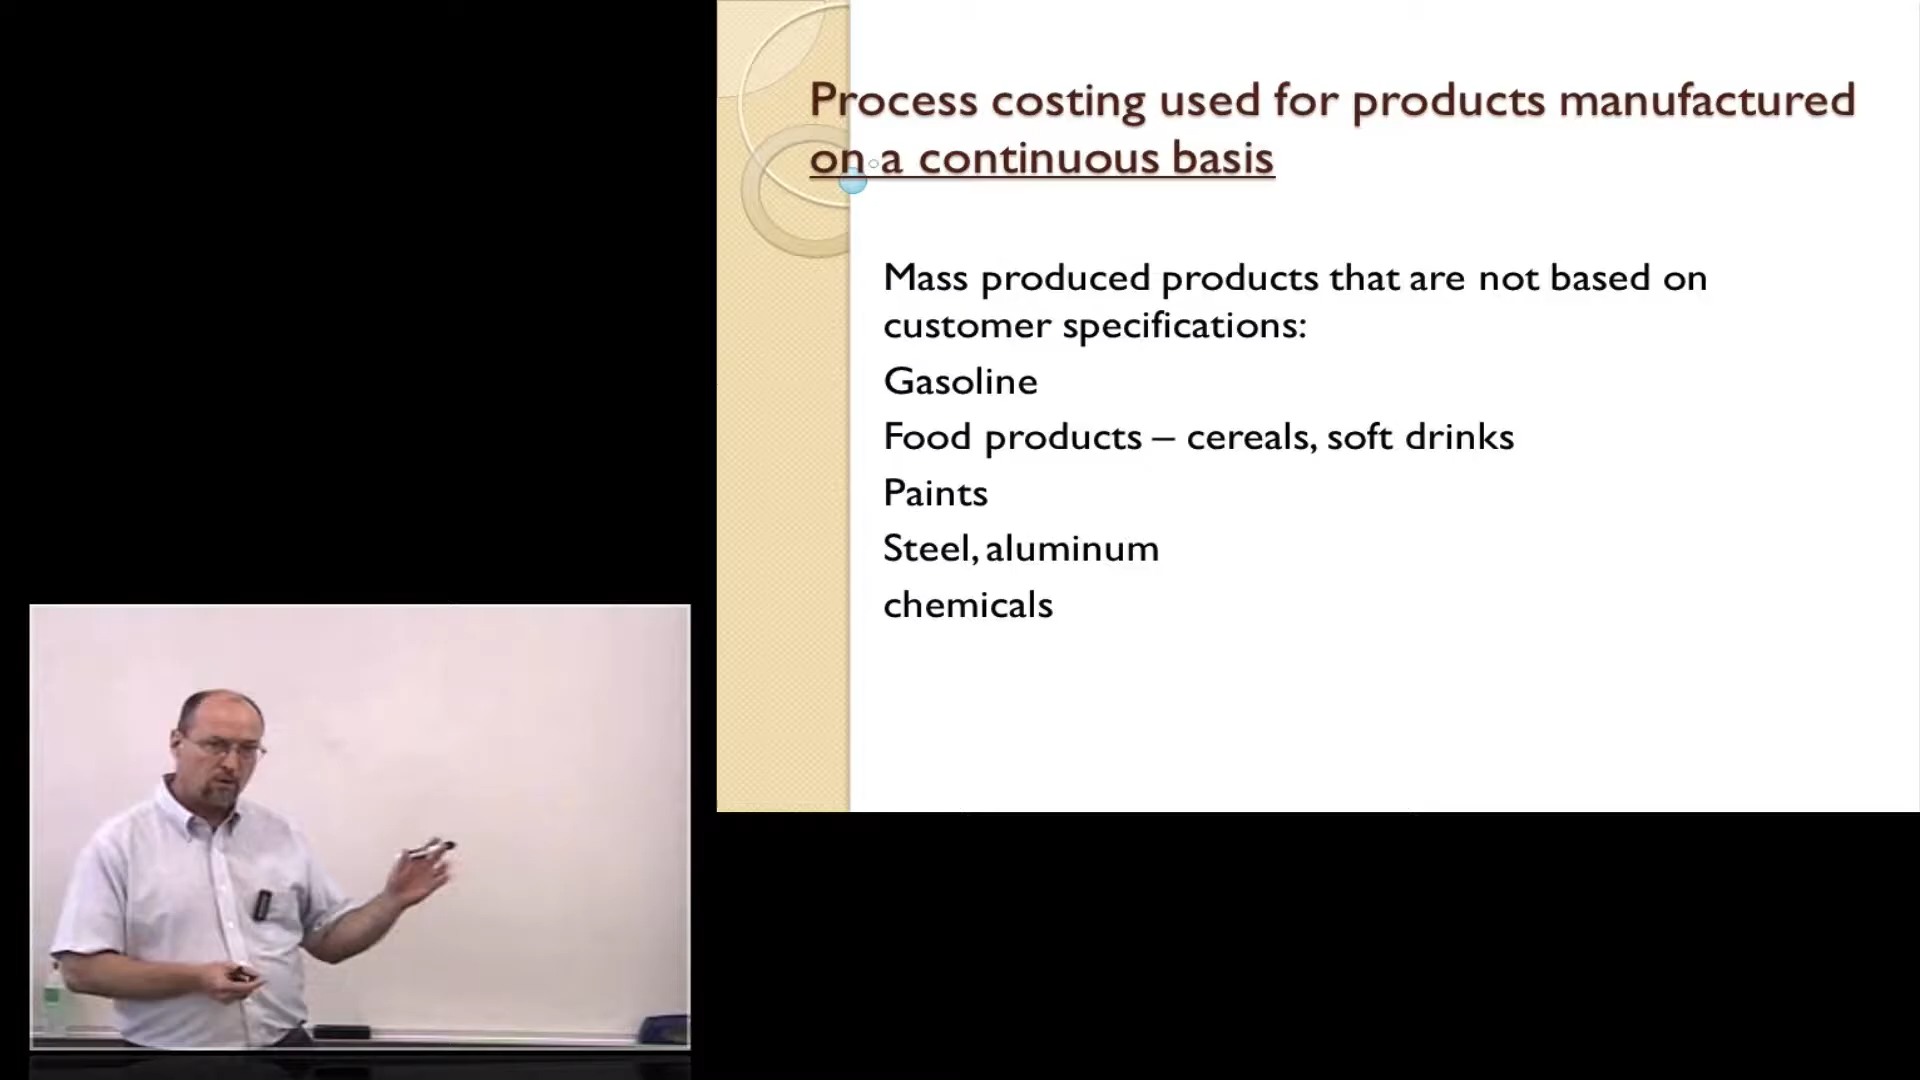 Process costing used for products manufactured
on a continuous basis
Mass produced products that are not based on
customer specifications:
Gasoline
Food products – cereals, soft drinks
Paints
Steel, aluminum
chemicals